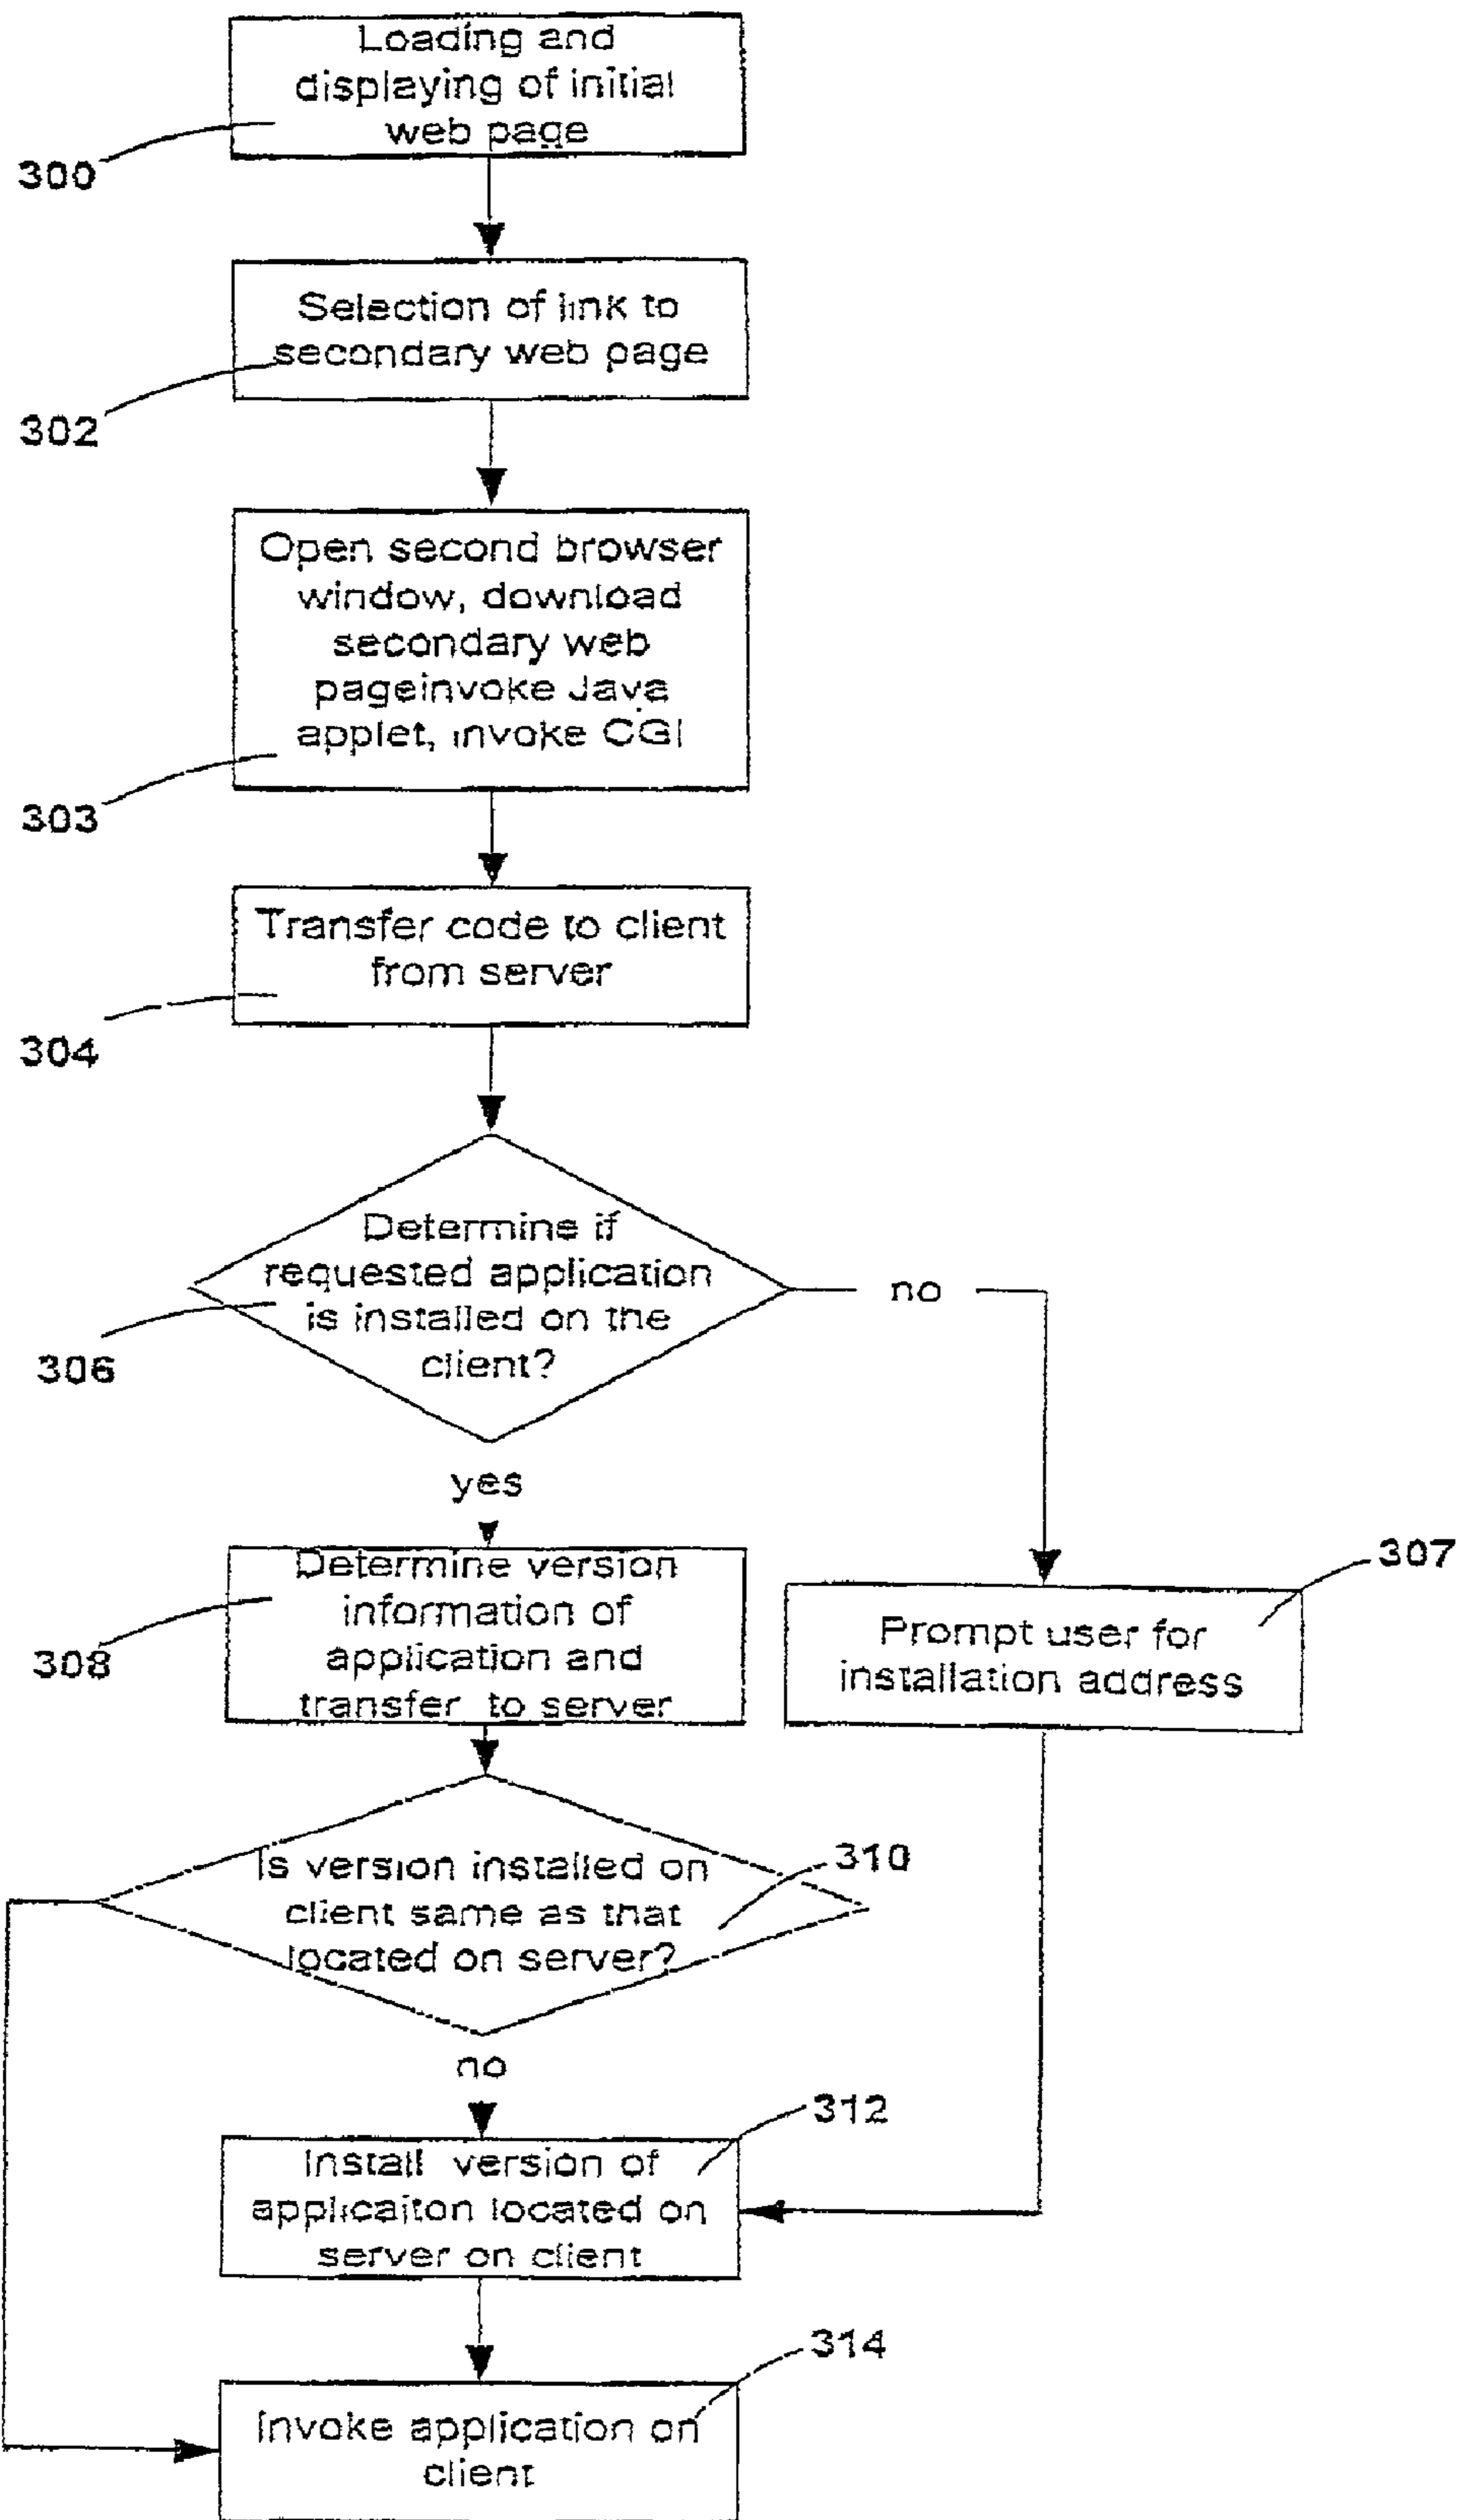 Loading and
displaying of initial
web page
300
Selection of link to
secondary web page
302
Open second browser
window, download
secondary web
pageinvoke Java
applet, invoke CGI
303
Transfer code to client
from server
304
Determine if
requested application
is installed on the
client?
306
no
yes
Determine version
information of
application and
transfer to server
308
307
Prompt user for
installation address
310
Is version installed on
client same as that
located on server?
no
312
Install version of
applicaiton located on
server on client
314
Invoke application on
client